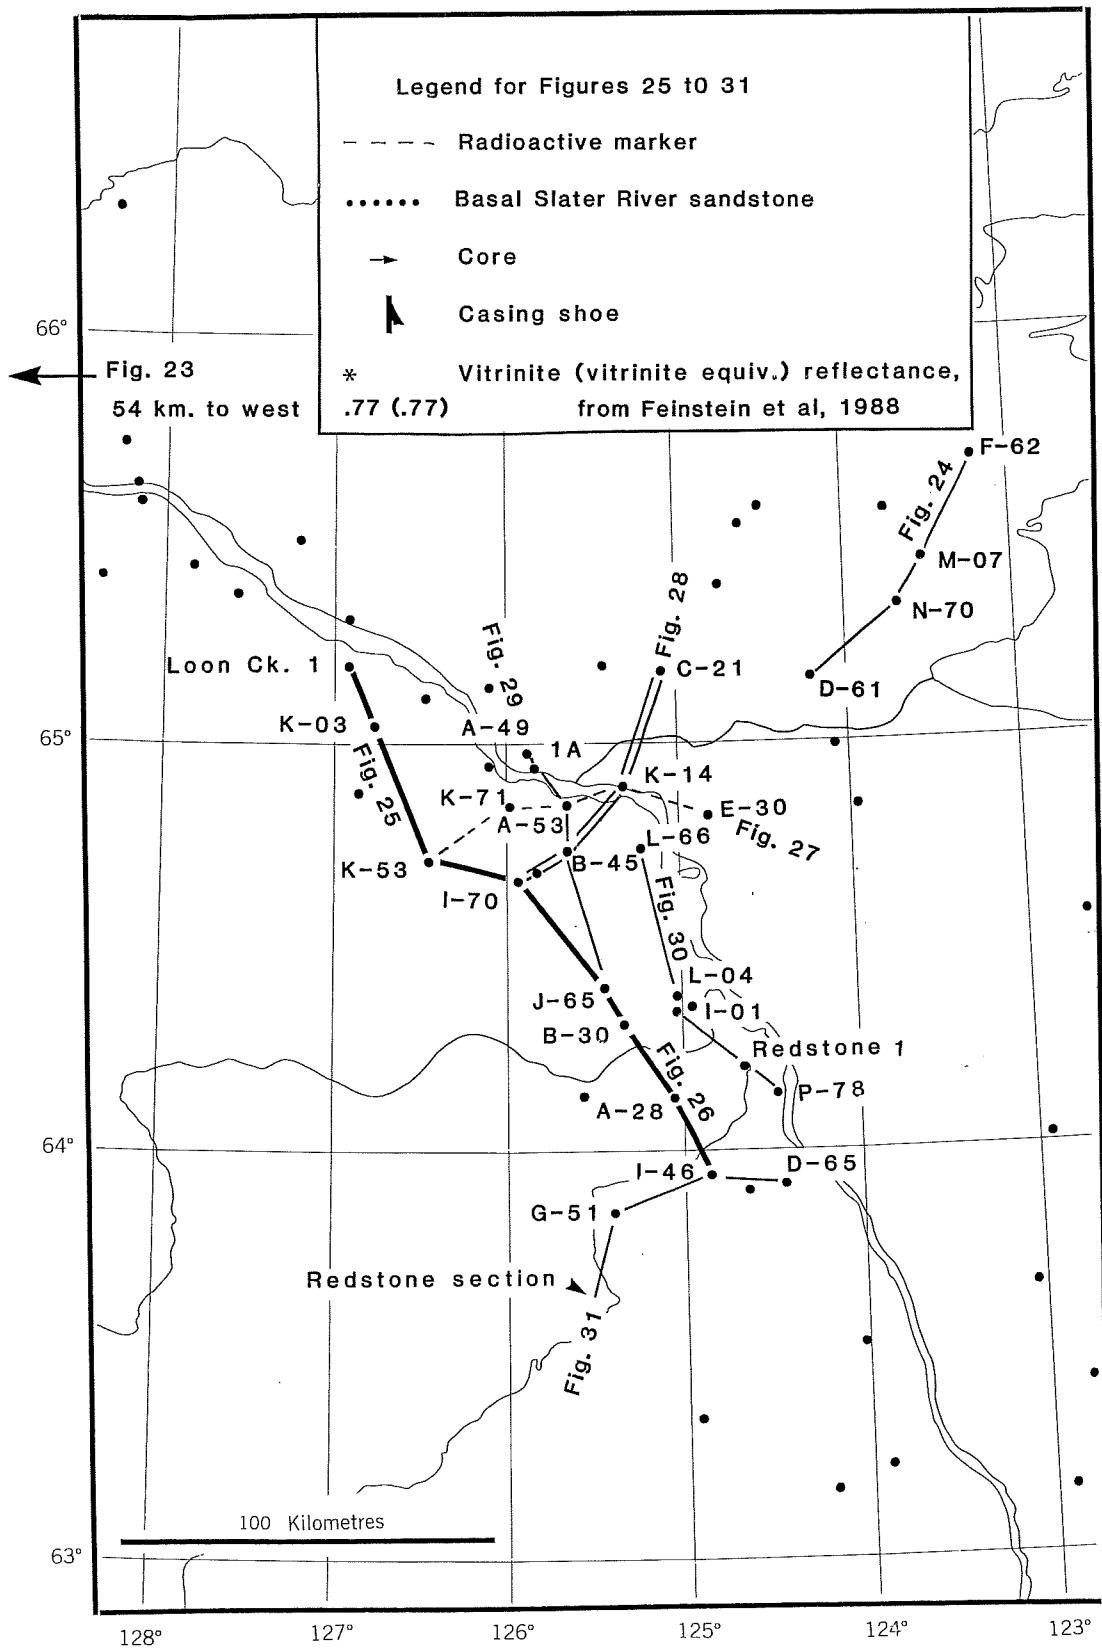 Legend for Figures 25 t0 31
Radioactive marker
Basal Slater River sandstone
Core
Casing shoe
* Vitrinite (vitrinite equiv.) reflectance,
.77 (.77) from Feinstein et al, 1988
66°
Fig. 23
54 km. to west
F-62
Fig. 24
M-07
N-70
D-61
Fig. 28
C-21
Fig. 29
Loon Ck. 1
K-03
A-49
65°
1A
Fig. 25
K-14
K-71
E-30
A-53
Fig. 27
L-66
K-53
B-45
I-70
Fig. 30
L-04
J-65
I-01
B-30
Redstone 1
Fig. 26
A-28
P-78
64°
I-46
D-65
G-51
Redstone section
Fig. 31
100 Kilometres
63°
128°
127°
126°
125°
124°
123°